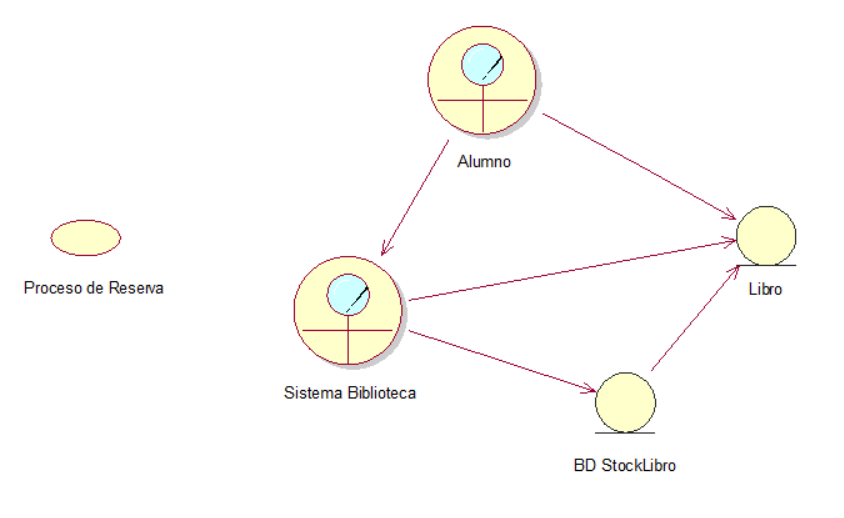 Alumno
Proceso de Reserva
Libro
Sistema Biblioteca
BD StockLibro